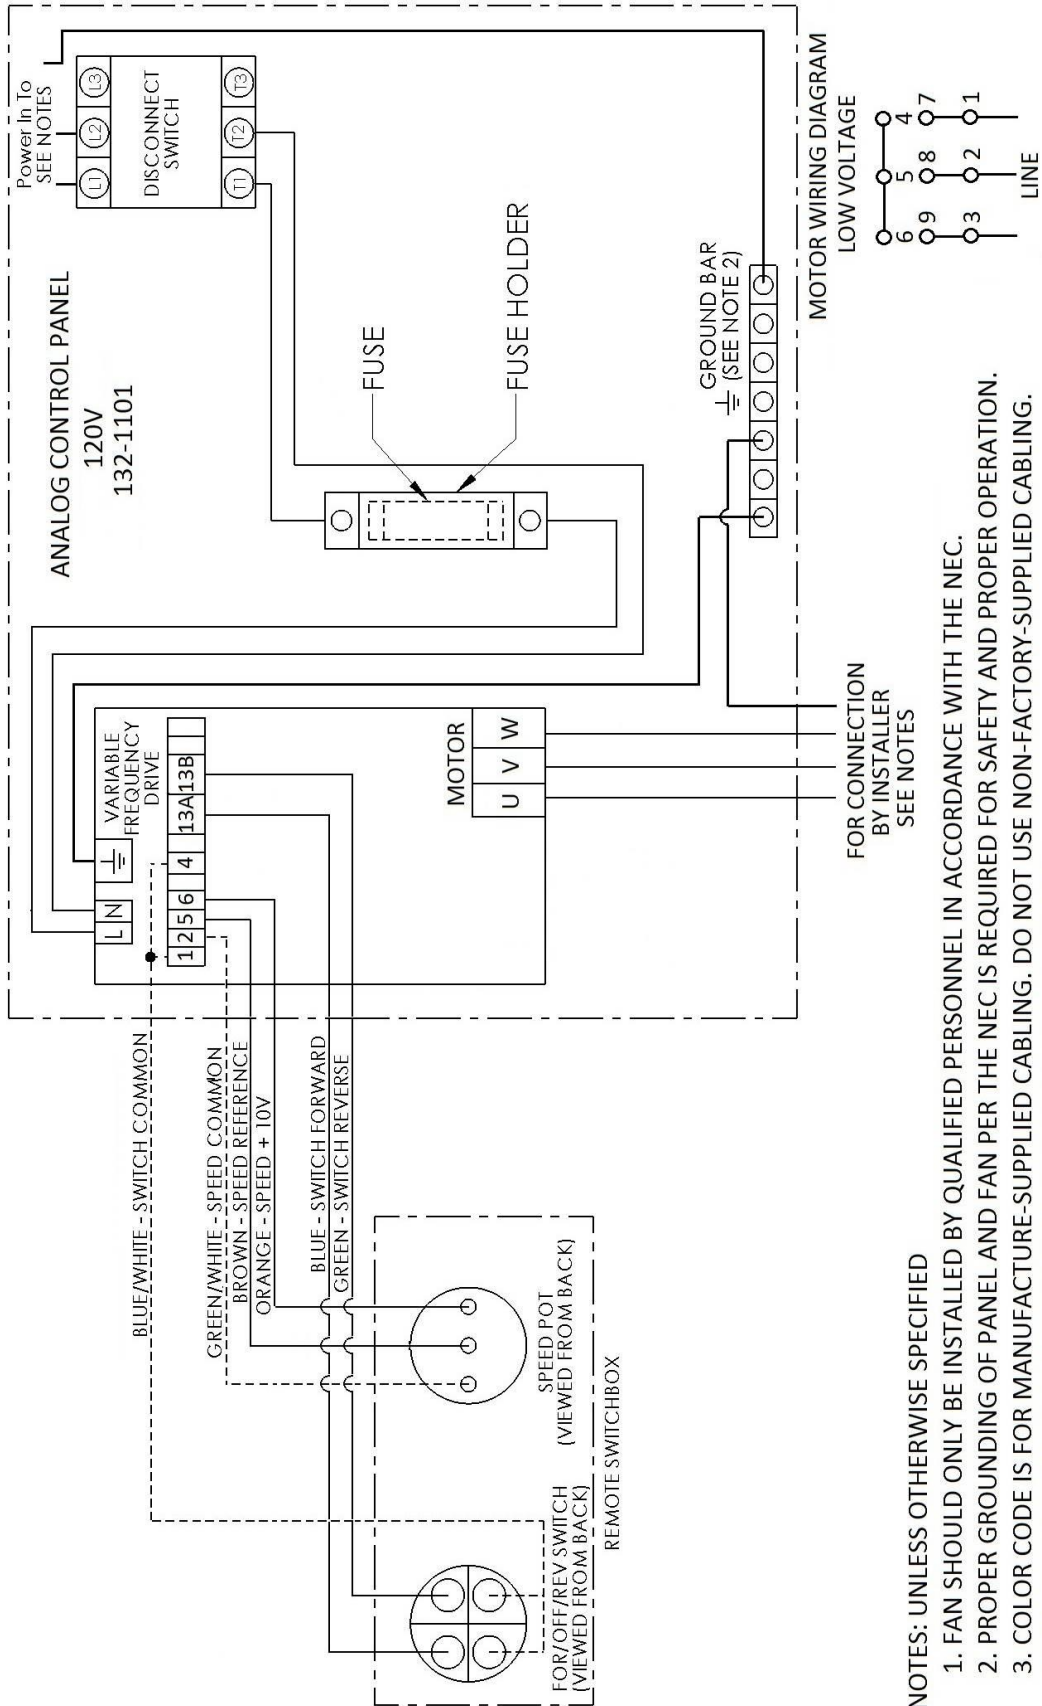 ANALOG CONTROL PANEL
120V
132-1101
Power In To
SEE NOTES
L1 L2 L3
DISCONNECT
SWITCH
T1 T2 T3
FUSE
FUSE HOLDER
GROUND BAR
(SEE NOTE 2)
L N
VARIABLE
FREQUENCY
DRIVE
1 2 5 6 4 13A 13B
MOTOR
U V W
FOR CONNECTION
BY INSTALLER
SEE NOTES
BLUE/WHITE - SWITCH COMMON
GREEN/WHITE - SPEED COMMON
BROWN - SPEED REFERENCE
ORANGE - SPEED + 10V
BLUE - SWITCH FORWARD
GREEN - SWITCH REVERSE
FOR/OFF/REV SWITCH
(VIEWED FROM BACK)
SPEED POT
(VIEWED FROM BACK)
REMOTE SWITCHBOX
MOTOR WIRING DIAGRAM
LOW VOLTAGE
6 5 4
9 8 7
3 2 1
LINE
NOTES: UNLESS OTHERWISE SPECIFIED
1. FAN SHOULD ONLY BE INSTALLED BY QUALIFIED PERSONNEL IN ACCORDANCE WITH THE NEC.
2. PROPER GROUNDING OF PANEL AND FAN PER THE NEC IS REQUIRED FOR SAFETY AND PROPER OPERATION.
3. COLOR CODE IS FOR MANUFACTURE-SUPPLIED CABLING. DO NOT USE NON-FACTORY-SUPPLIED CABLING.